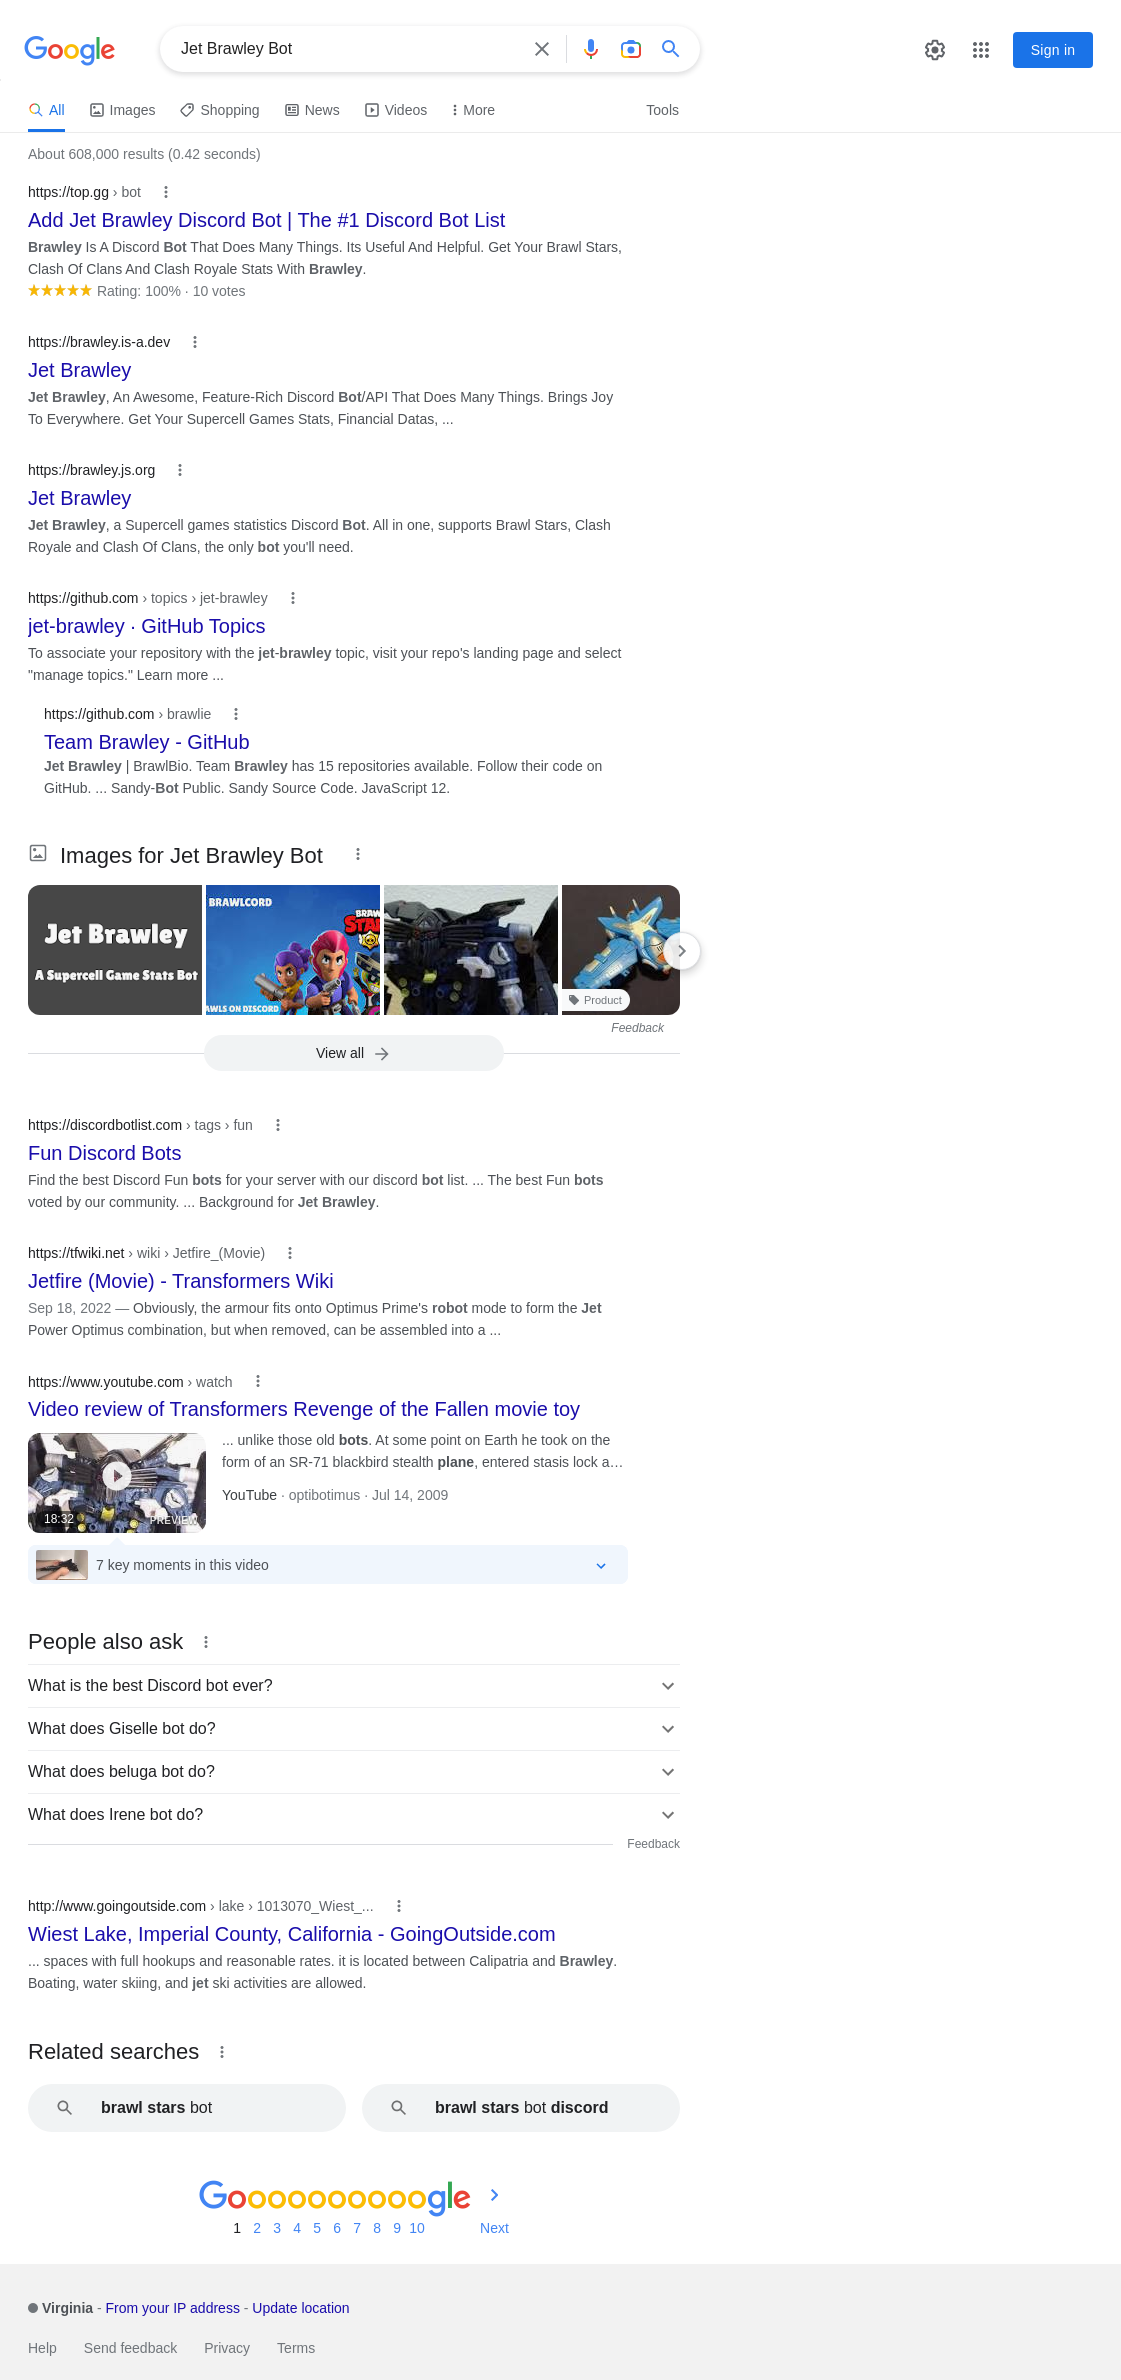 Google
Jet Brawley Bot
Sign in
All
Images
Shopping
News
Videos
More
Tools
About 608,000 results (0.42 seconds)
https://top.gg › bot
Add Jet Brawley Discord Bot | The #1 Discord Bot List
Brawley Is A Discord Bot That Does Many Things. Its Useful And Helpful. Get Your Brawl Stars,
Clash Of Clans And Clash Royale Stats With Brawley.
Rating: 100% · 10 votes
https://brawley.is-a.dev
Jet Brawley
Jet Brawley, An Awesome, Feature-Rich Discord Bot/API That Does Many Things. Brings Joy
To Everywhere. Get Your Supercell Games Stats, Financial Datas, ...
https://brawley.js.org
Jet Brawley
Jet Brawley, a Supercell games statistics Discord Bot. All in one, supports Brawl Stars, Clash
Royale and Clash Of Clans, the only bot you'll need.
https://github.com › topics › jet-brawley
jet-brawley · GitHub Topics
To associate your repository with the jet-brawley topic, visit your repo's landing page and select
"manage topics." Learn more ...
https://github.com › brawlie
Team Brawley - GitHub
Jet Brawley | BrawlBio. Team Brawley has 15 repositories available. Follow their code on
GitHub. ... Sandy-Bot Public. Sandy Source Code. JavaScript 12.
Images for Jet Brawley Bot
Jet Brawley
A Supercell Game Stats Bot
BRAWLCORD
BRAW
STA
AWLS ON DISCORD
Product
Feedback
View all
https://discordbotlist.com › tags › fun
Fun Discord Bots
Find the best Discord Fun bots for your server with our discord bot list. ... The best Fun bots
voted by our community. ... Background for Jet Brawley.
https://tfwiki.net › wiki › Jetfire_(Movie)
Jetfire (Movie) - Transformers Wiki
Sep 18, 2022 — Obviously, the armour fits onto Optimus Prime's robot mode to form the Jet
Power Optimus combination, but when removed, can be assembled into a ...
https://www.youtube.com › watch
Video review of Transformers Revenge of the Fallen movie toy
... unlike those old bots. At some point on Earth he took on the
form of an SR-71 blackbird stealth plane, entered stasis lock a…
YouTube · optibotimus · Jul 14, 2009
18:32
PREVIEW
7 key moments in this video
People also ask
What is the best Discord bot ever?
What does Giselle bot do?
What does beluga bot do?
What does Irene bot do?
Feedback
http://www.goingoutside.com › lake › 1013070_Wiest_...
Wiest Lake, Imperial County, California - GoingOutside.com
... spaces with full hookups and reasonable rates. it is located between Calipatria and Brawley.
Boating, water skiing, and jet ski activities are allowed.
Related searches
brawl stars bot
brawl stars bot discord
Goooooooooogle
1 2 3 4 5 6 7 8 9 10 Next
Virginia - From your IP address - Update location
Help Send feedback Privacy Terms